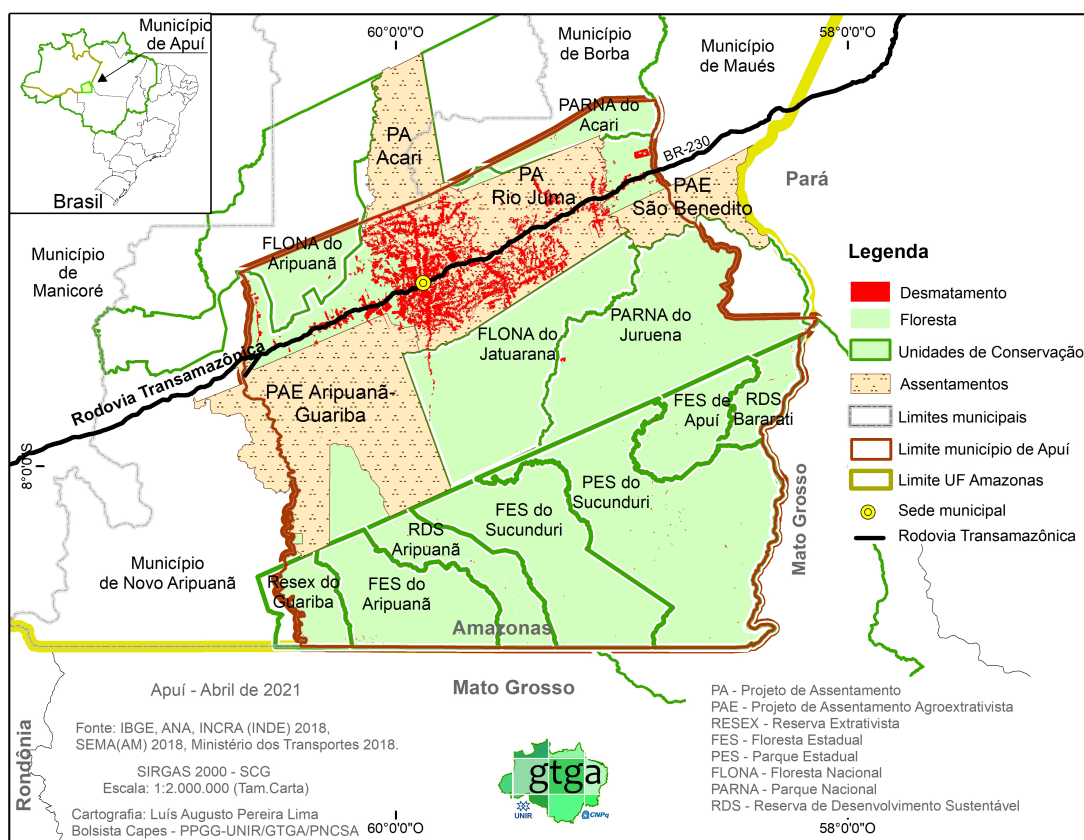 Município
de Apuí
Brasil
60°0'0"O
58°0'0"O
Município
de Borba
Município
de Maués
PARNA do
Acari
PA
Acari
BR-230
PA
Rio Juma
PAE
São Benedito
Pará
FLONA do
Aripuanã
Município
de
Manicoré
Rodovia Transamazônica
FLONA do
Jatuarana
PARNA do
Juruena
PAE Aripuanã-
Guariba
FES de
Apuí
RDS
Bararati
8°0'0"S
PES do
Sucunduri
FES do
Sucunduri
RDS
Aripuanã
Mato Grosso
Município
de Novo Aripuanã
Resex do
Guariba
FES do
Aripuanã
Amazonas
Mato Grosso
Rondônia
Legenda
Desmatamento
Floresta
Unidades de Conservação
Assentamentos
Limites municipais
Limite município de Apuí
Limite UF Amazonas
Sede municipal
Rodovia Transamazônica
Apuí - Abril de 2021
Fonte: IBGE, ANA, INCRA (INDE) 2018,
SEMA(AM) 2018, Ministério dos Transportes 2018.
SIRGAS 2000 - SCG
Escala: 1:2.000.000 (Tam.Carta)
Cartografia: Luís Augusto Pereira Lima
Bolsista Capes - PPGG-UNIR/GTGA/PNCSA
gtga
UNIR
CNPq
PA - Projeto de Assentamento
PAE - Projeto de Assentamento Agroextrativista
RESEX - Reserva Extrativista
FES - Floresta Estadual
PES - Parque Estadual
FLONA - Floresta Nacional
PARNA - Parque Nacional
RDS - Reserva de Desenvolvimento Sustentável
60°0'0"O
58°0'0"O